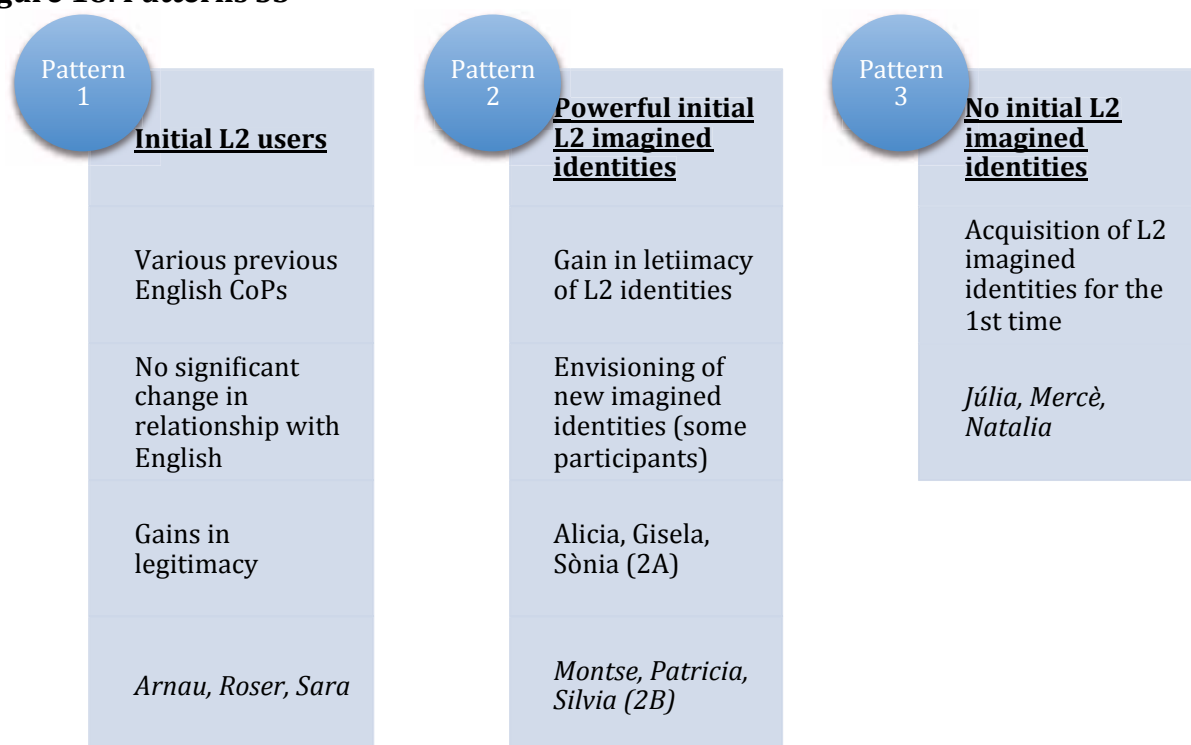 Pattern
1
Initial L2 users
Various previous
English CoPs
No significant
change in
relationship with
English
Gains in
legitimacy
Arnau, Roser, Sara
Pattern
2
Powerful initial
L2 imagined
identities
Gain in letiimacy
of L2 identities
Envisioning of
new imagined
identities (some
participants)
Alicia, Gisela,
Sònia (2A)
Montse, Patricia,
Silvia (2B)
Pattern
3
No initial L2
imagined
identities
Acquisition of L2
imagined
identities for the
1st time
Júlia, Mercè,
Natalia